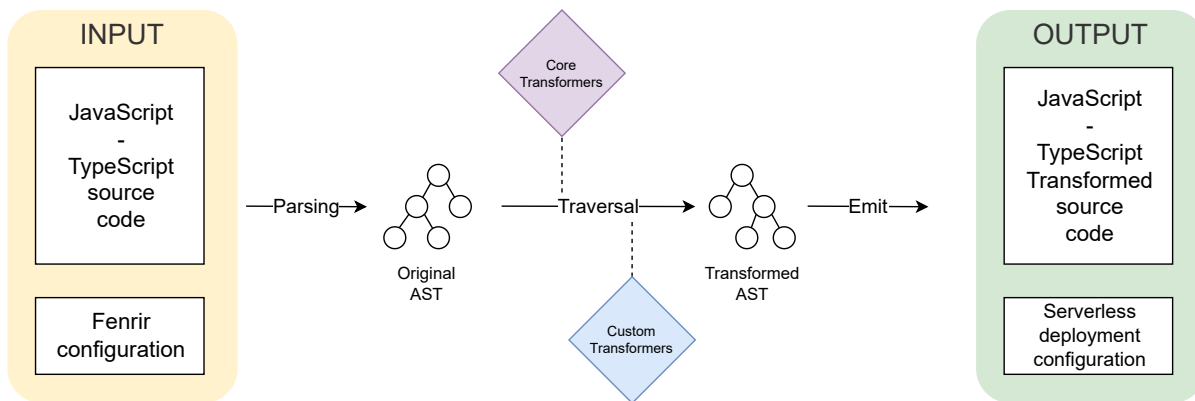 INPUT
JavaScript
-
TypeScript
source
code
Fenrir
configuration
Parsing
Original
AST
Core
Transformers
Traversal
Custom
Transformers
Transformed
AST
Emit
OUTPUT
JavaScript
-
TypeScript
Transformed
source
code
Serverless
deployment
configuration